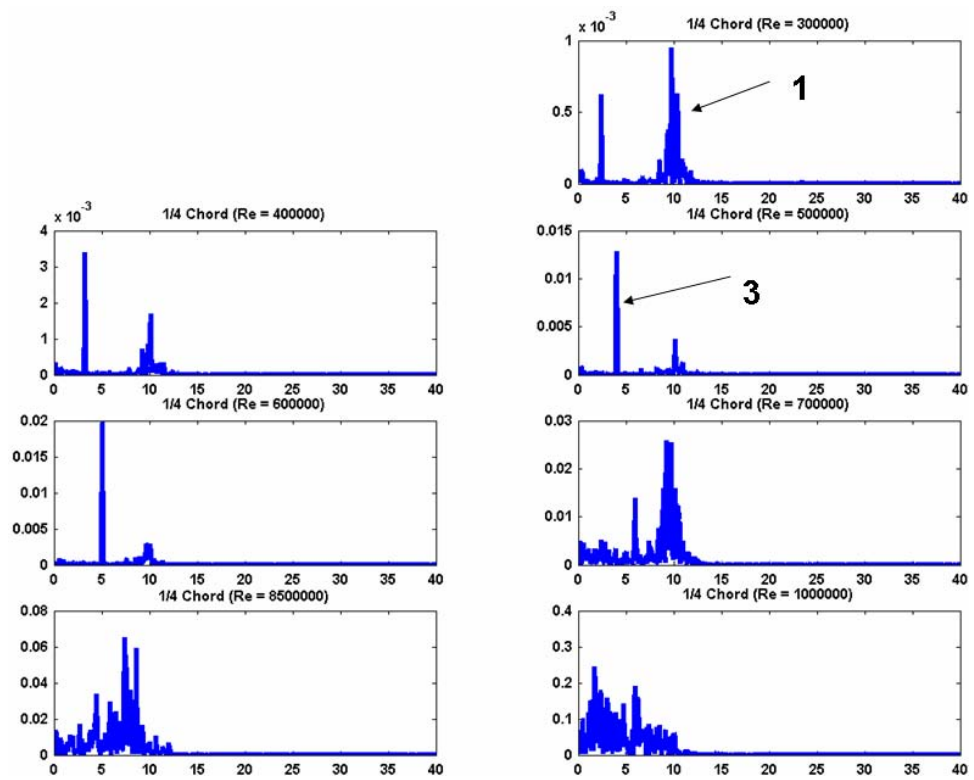 x 10^-3
1/4 Chord (Re = 300000)
1
0.5
0
0 5 10 15 20 25 30 35 40
1
x 10^-3
1/4 Chord (Re = 400000)
4
3
2
1
0
0 5 10 15 20 25 30 35 40
1/4 Chord (Re = 500000)
0.015
0.01
0.005
0
0 5 10 15 20 25 30 35 40
3
1/4 Chord (Re = 600000)
0.02
0.015
0.01
0.005
0
0 5 10 15 20 25 30 35 40
1/4 Chord (Re = 700000)
0.03
0.02
0.01
0
0 5 10 15 20 25 30 35 40
1/4 Chord (Re = 8500000)
0.08
0.06
0.04
0.02
0
0 5 10 15 20 25 30 35 40
1/4 Chord (Re = 1000000)
0.4
0.3
0.2
0.1
0
0 5 10 15 20 25 30 35 40